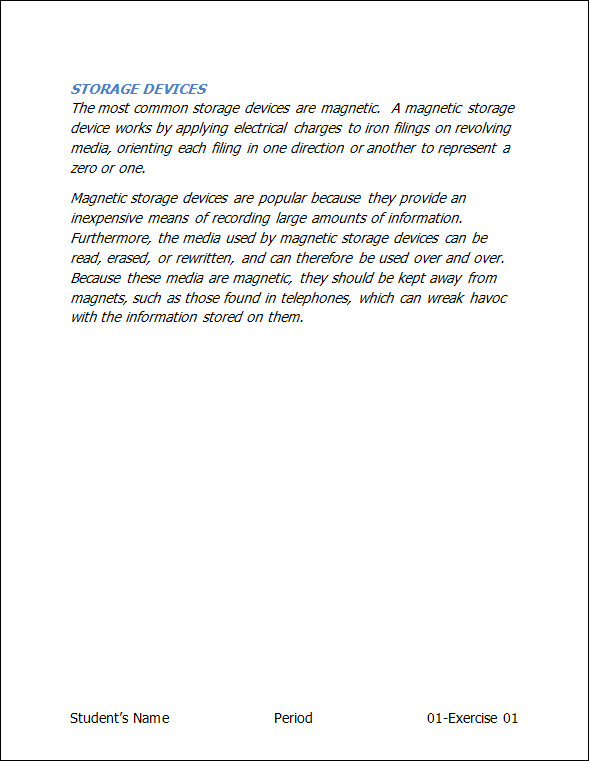 STORAGE DEVICES
The most common storage devices are magnetic.  A magnetic storage
device works by applying electrical charges to iron filings on revolving
media, orienting each filing in one direction or another to represent a
zero or one.
Magnetic storage devices are popular because they provide an
inexpensive means of recording large amounts of information.
Furthermore, the media used by magnetic storage devices can be
read, erased, or rewritten, and can therefore be used over and over.
Because these media are magnetic, they should be kept away from
magnets, such as those found in telephones, which can wreak havoc
with the information stored on them.
Student’s Name Period 01-Exercise 01